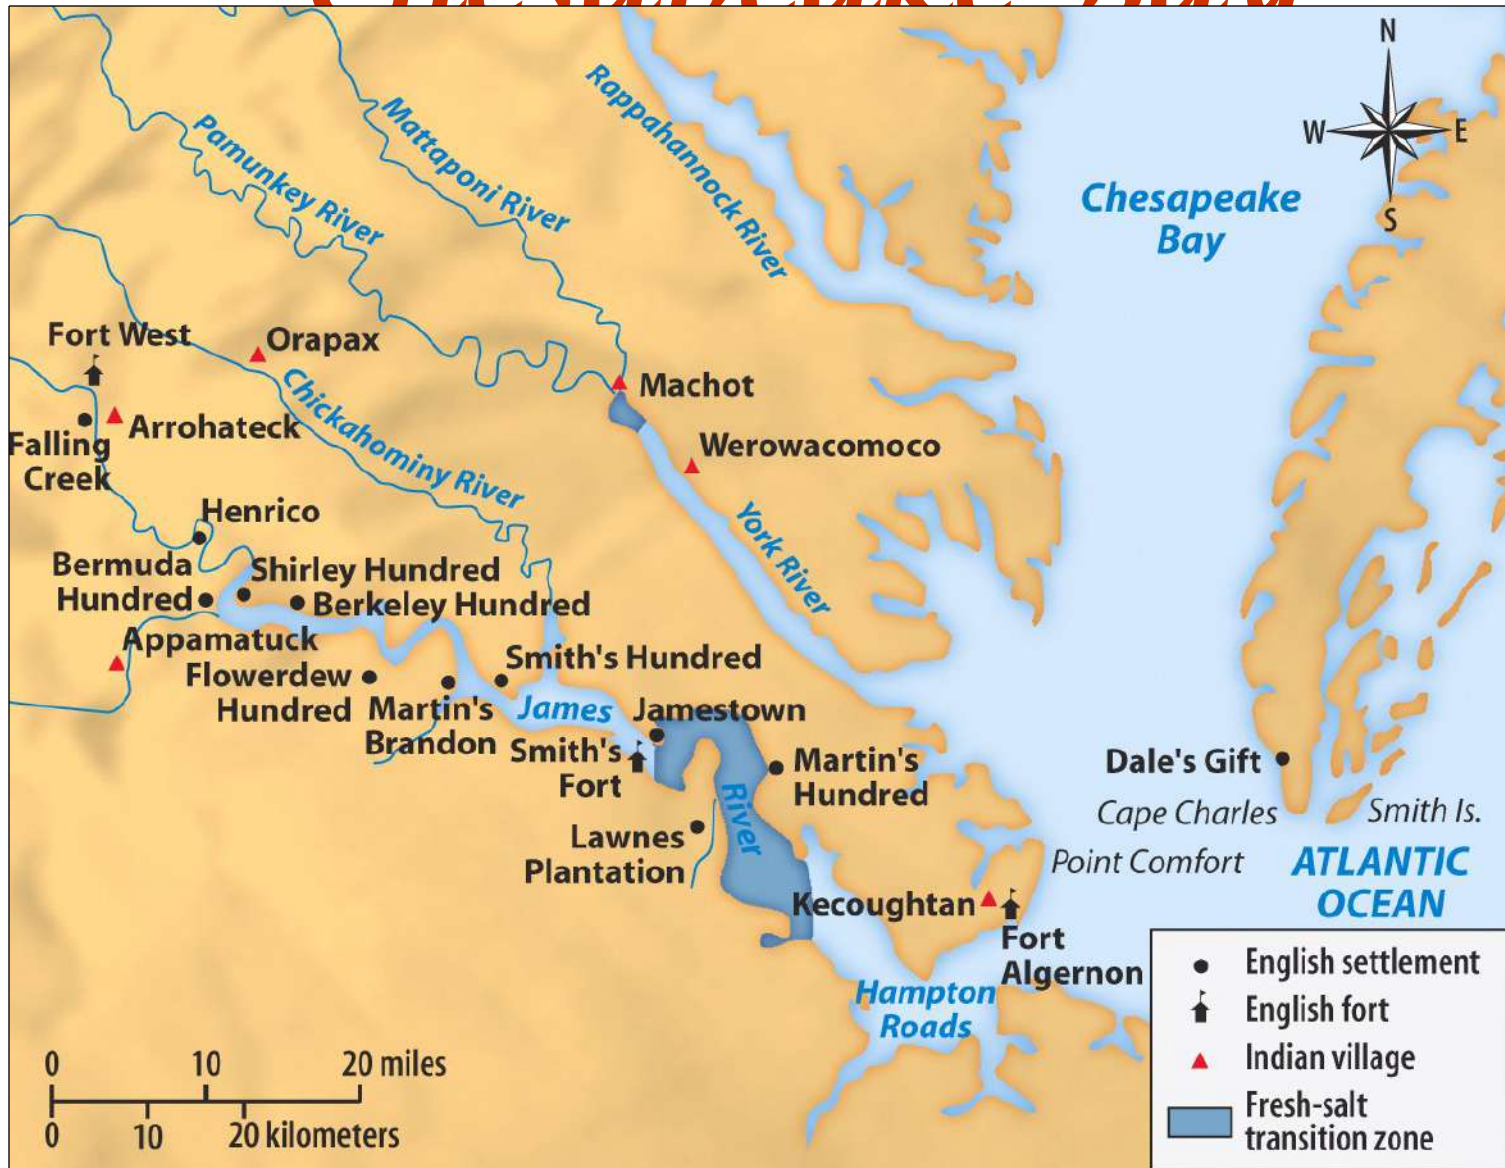 Chesapeake Bay
N
W
E
S
Rappahannock River
Mattaponi River
Pamunkey River
Chesapeake
Bay
Fort West
Orapax
Machot
Chickahominy River
Arrohateck
Falling
Creek
Werowacomoco
Henrico
York River
Bermuda
Hundred
Shirley Hundred
Berkeley Hundred
Appamatuck
Flowerdew
Hundred
Smith's Hundred
Martin's
Brandon
James
River
Jamestown
Smith's
Fort
Martin's
Hundred
Dale's Gift
Cape Charles
Smith Is.
Lawnes
Plantation
Point Comfort
ATLANTIC
OCEAN
Kecoughtan
Fort
Algernon
Hampton
Roads
English settlement
English fort
Indian village
Fresh-salt
transition zone
0 10 20 miles
0 10 20 kilometers